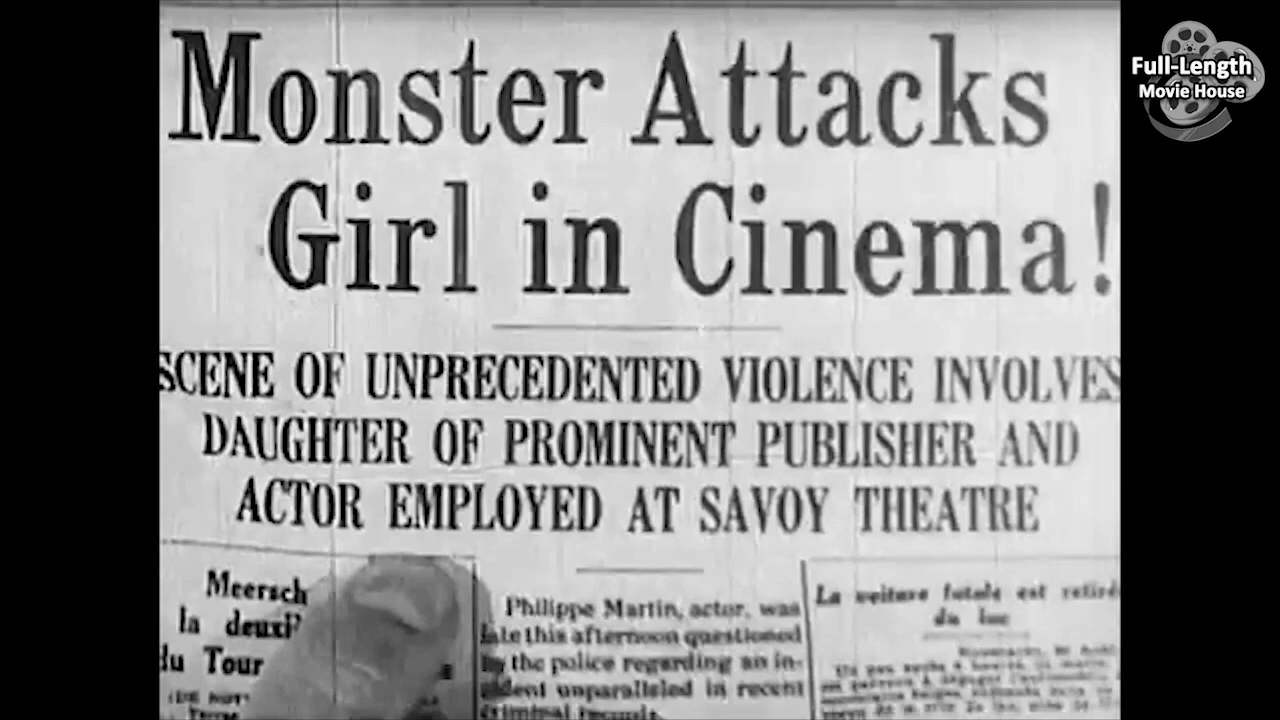 Monster Attacks
Girl in Cinema!
SCENE OF UNPRECEDENTED VIOLENCE INVOLVES
DAUGHTER OF PROMINENT PUBLISHER AND
ACTOR EMPLOYED AT SAVOY THEATRE
Meersch
la deuxi
du Tour
Philippe Martin, actor, was
late this afternoon questioned
by the police regarding an in-
cident unparalleled in recent
criminal records.
La voiture fatale est retirée
du lac
Full-Length
Movie House